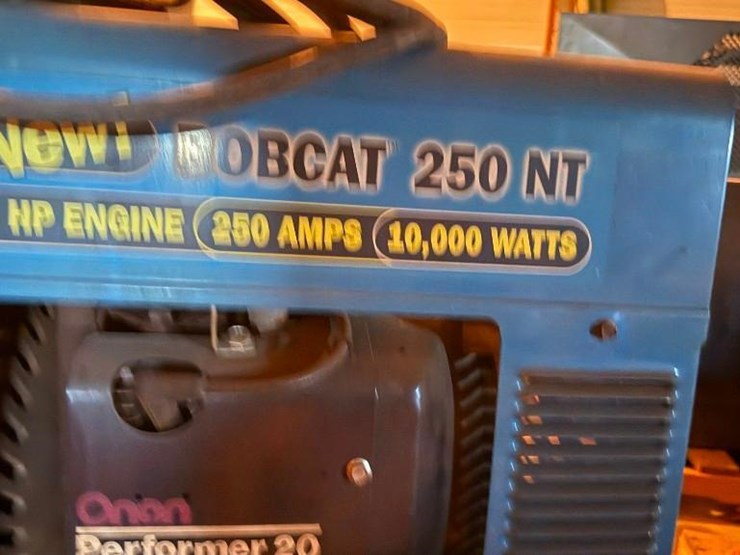 New! BOBCAT 250 NT
HP ENGINE 250 AMPS 10,000 WATTS
Onan
Performer 20